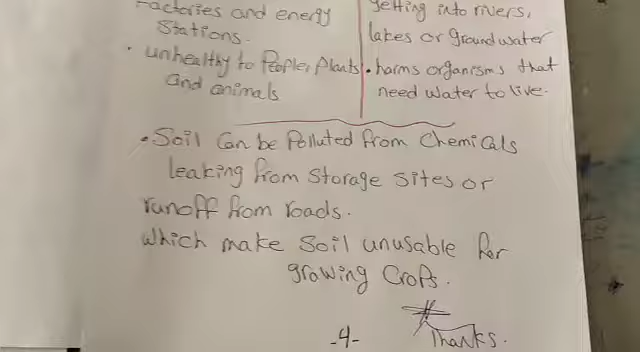 Factories and energy
Stations.
• unhealthy to People, Plants
and animals
getting into rivers,
lakes or groundwater
• harms organisms that
need water to live.
• Soil can be Polluted from Chemicals
leaking from storage sites or
runoff from roads.
which make soil unusable for
growing Crops.
-4-
Thanks.